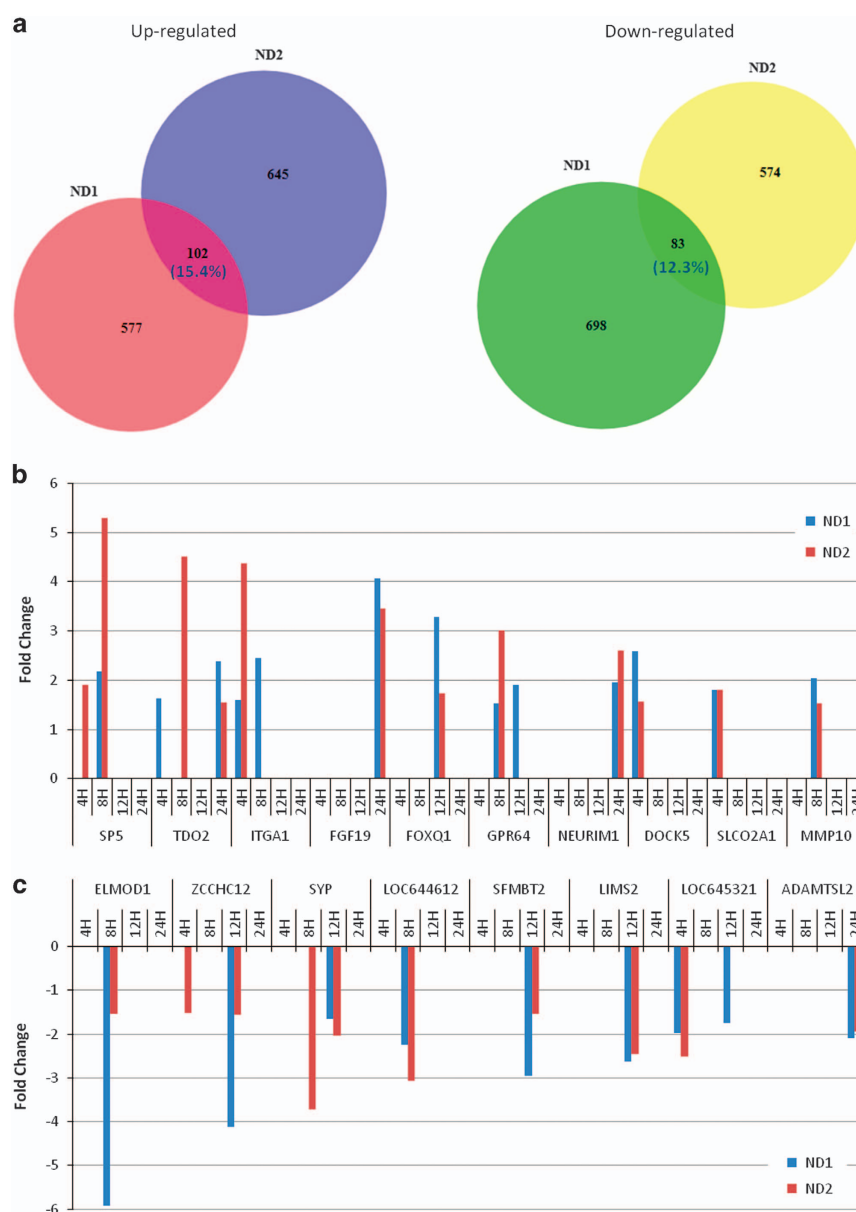 a
Up-regulated
Down-regulated
ND2
645
ND1
102
(15.4%)
577
ND2
574
ND1
83
(12.3%)
698
b
Fold Change
6
5
4
3
2
1
0
ND1
ND2
4H 8H 12H 24H 4H 8H 12H 24H 4H 8H 12H 24H 4H 8H 12H 24H 4H 8H 12H 24H 4H 8H 12H 24H 4H 8H 12H 24H 4H 8H 12H 24H 4H 8H 12H 24H 4H 8H 12H 24H
SP5 TDO2 ITGA1 FGF19 FOXQ1 GPR64 NEURIM1 DOCK5 SLCO2A1 MMP10
c
ELMOD1 ZCCHC12 SYP LOC644612 SFMBT2 LIMS2 LOC645321 ADAMTSL2
4H 8H 12H 24H 4H 8H 12H 24H 4H 8H 12H 24H 4H 8H 12H 24H 4H 8H 12H 24H 4H 8H 12H 24H 4H 8H 12H 24H 4H 8H 12H 24H
Fold Change
0
-1
-2
-3
-4
-5
-6
ND1
ND2